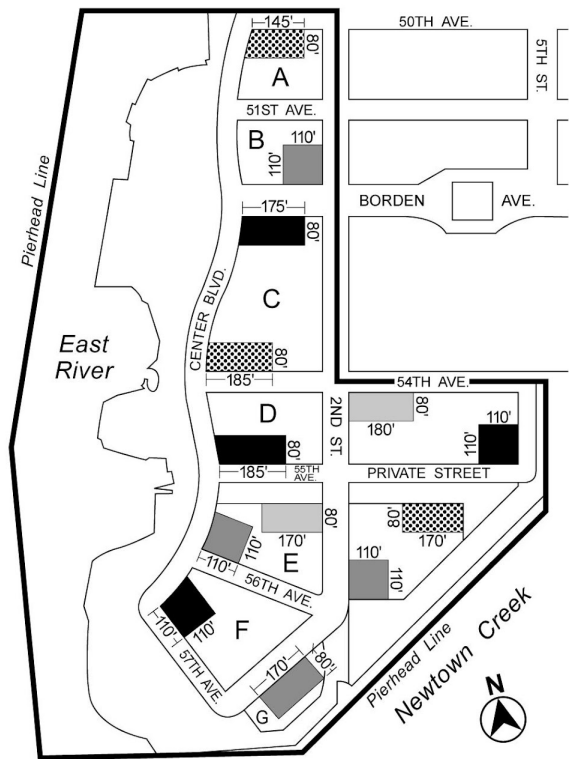 50TH AVE.
145'
80'
5TH ST.
A
51ST AVE.
B
110'
110'
Pierhead Line
BORDEN AVE.
175'
80'
CENTER BLVD.
C
East
River
80'
185'
54TH AVE.
D
2ND ST.
80'
180'
110'
110'
80'
185'
55TH
AVE.
PRIVATE STREET
80'
170'
80'
170'
110'
110'
E
110'
110'
56TH AVE.
110'
110'
F
57TH AVE.
170'
80'
G
Pierhead Line
Newtown Creek
N